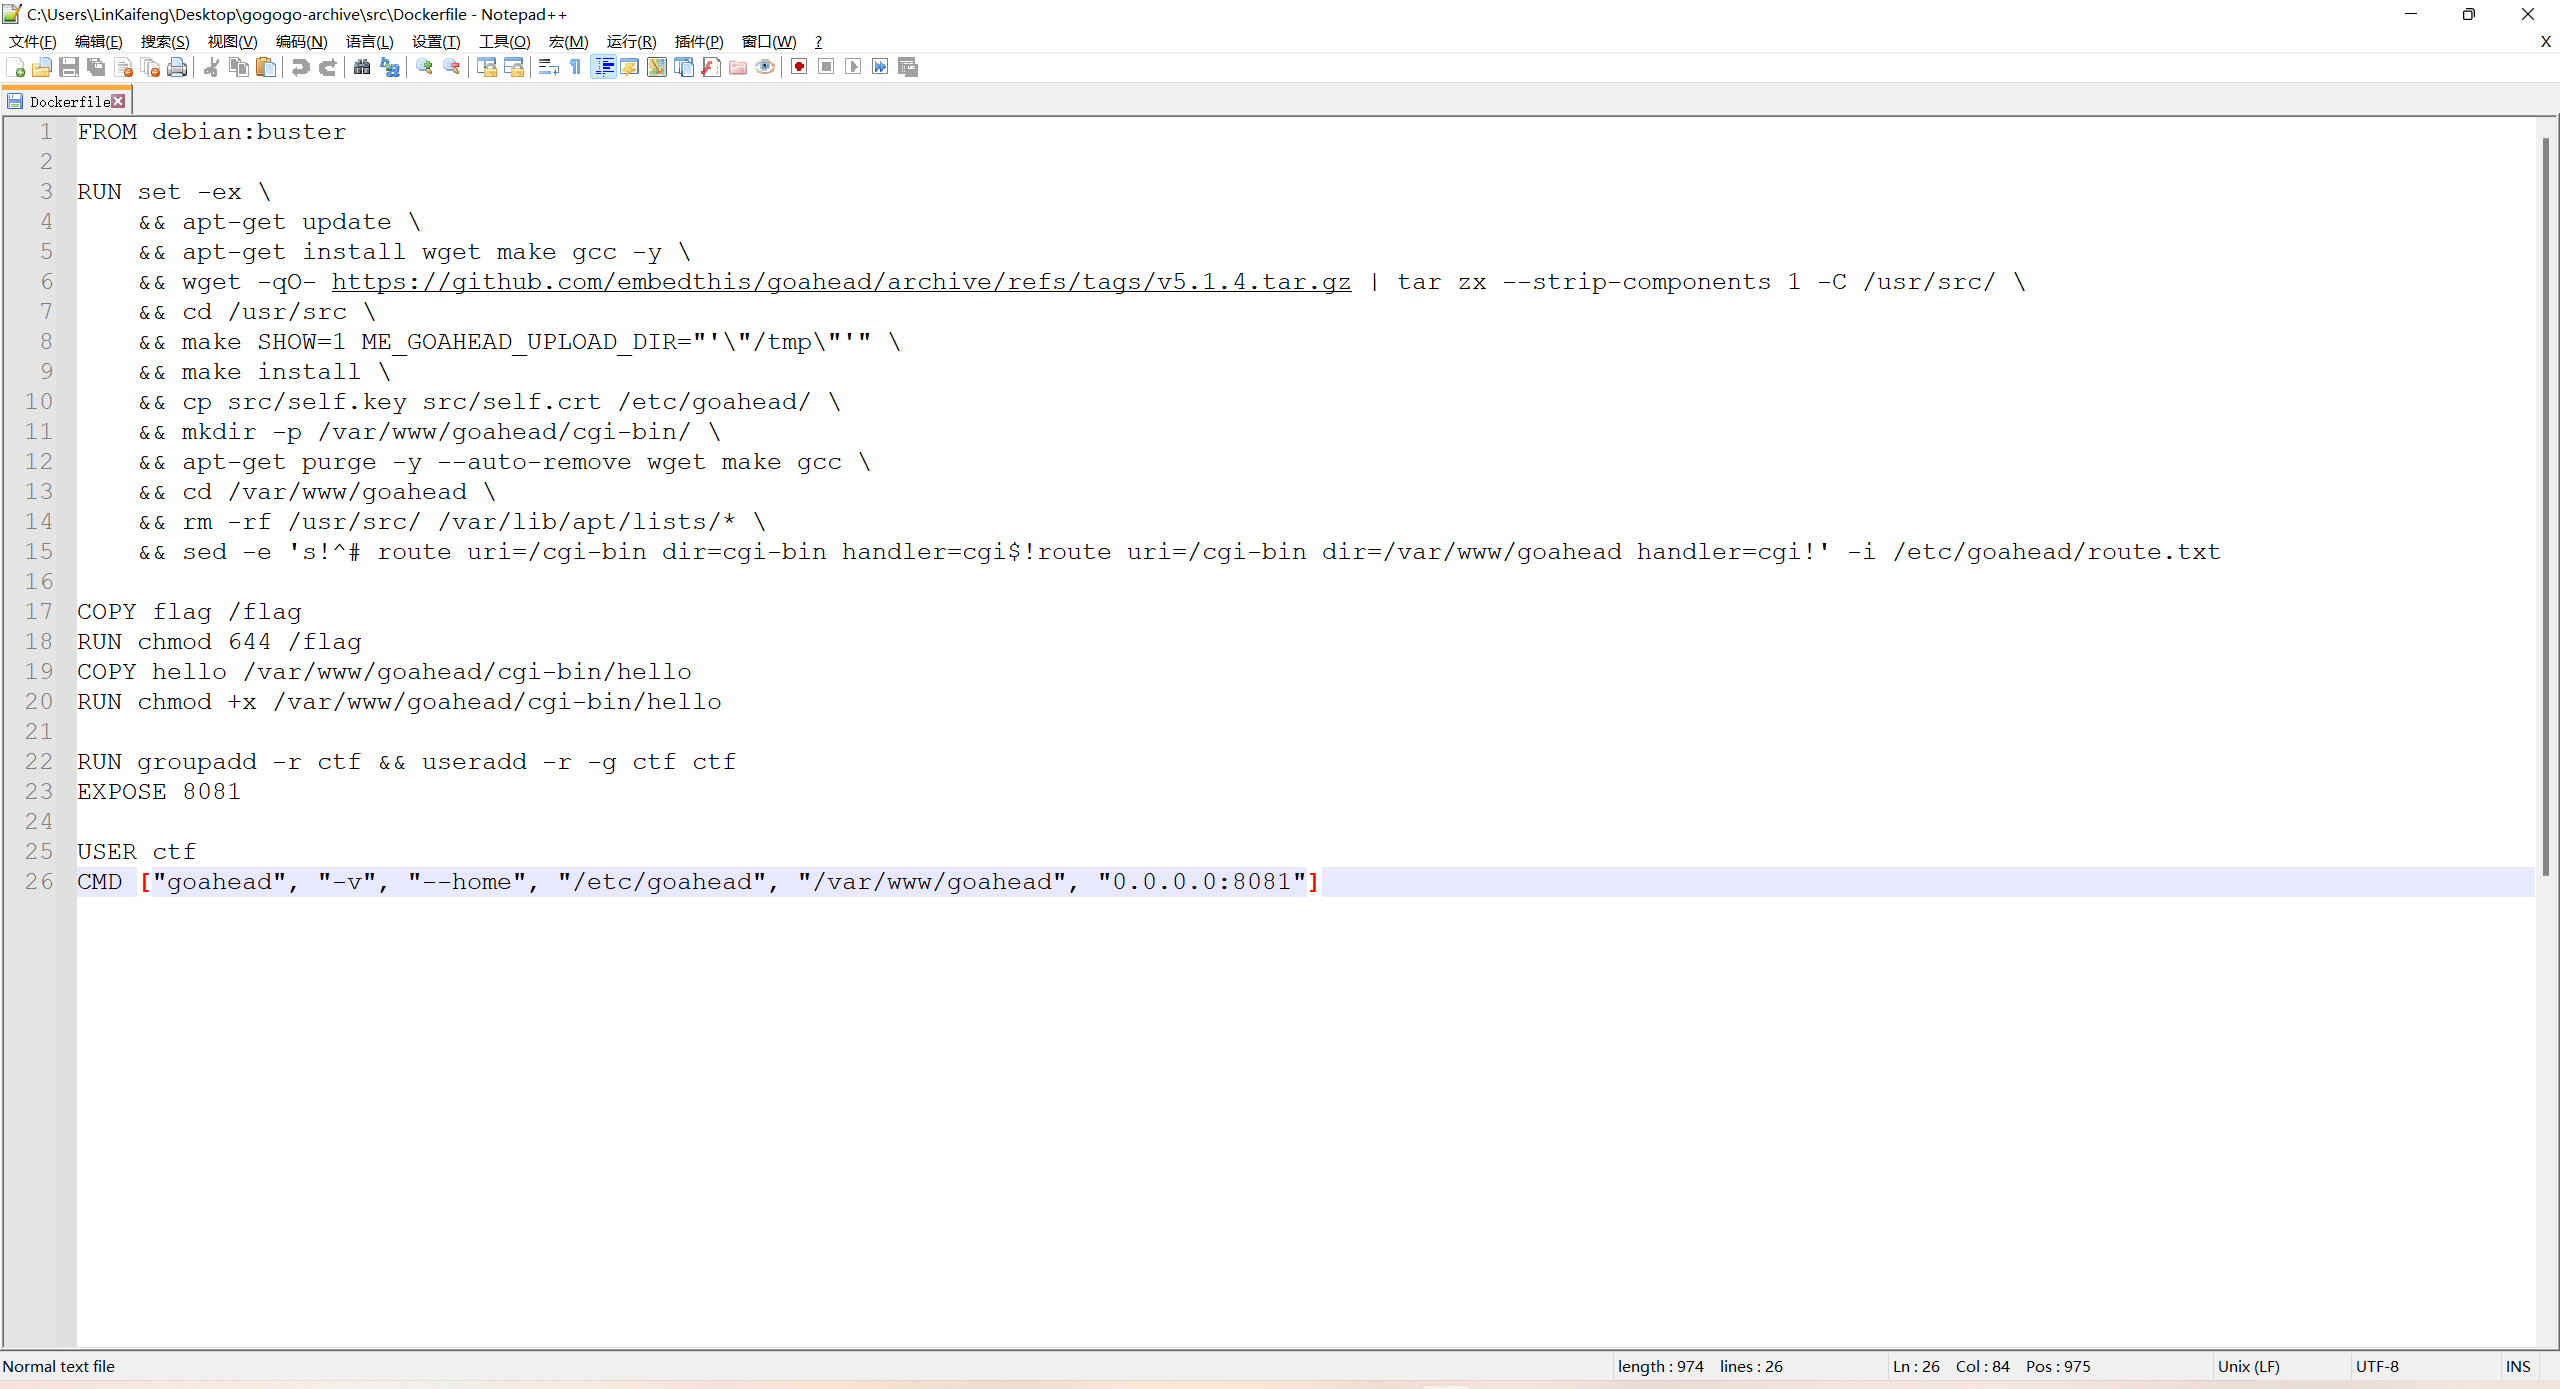 C:\Users\LinKaifeng\Desktop\gogogo-archive\src\Dockerfile - Notepad++
文件(F) 编辑(E) 搜索(S) 视图(V) 编码(N) 语言(L) 设置(T) 工具(O) 宏(M) 运行(R) 插件(P) 窗口(W) ? X
Dockerfile
1 FROM debian:buster
2
3 RUN set -ex \
4 && apt-get update \
5 && apt-get install wget make gcc -y \
6 && wget -qO- https://github.com/embedthis/goahead/archive/refs/tags/v5.1.4.tar.gz | tar zx --strip-components 1 -C /usr/src/ \
7 && cd /usr/src \
8 && make SHOW=1 ME_GOAHEAD_UPLOAD_DIR="'\"/tmp\"'" \
9 && make install \
10 && cp src/self.key src/self.crt /etc/goahead/ \
11 && mkdir -p /var/www/goahead/cgi-bin/ \
12 && apt-get purge -y --auto-remove wget make gcc \
13 && cd /var/www/goahead \
14 && rm -rf /usr/src/ /var/lib/apt/lists/* \
15 && sed -e 's!^# route uri=/cgi-bin dir=cgi-bin handler=cgi$!route uri=/cgi-bin dir=/var/www/goahead handler=cgi!' -i /etc/goahead/route.txt
16
17 COPY flag /flag
18 RUN chmod 644 /flag
19 COPY hello /var/www/goahead/cgi-bin/hello
20 RUN chmod +x /var/www/goahead/cgi-bin/hello
21
22 RUN groupadd -r ctf && useradd -r -g ctf ctf
23 EXPOSE 8081
24
25 USER ctf
26 CMD ["goahead", "-v", "--home", "/etc/goahead", "/var/www/goahead", "0.0.0.0:8081"]
Normal text file length : 974 lines : 26 Ln : 26 Col : 84 Pos : 975 Unix (LF) UTF-8 INS